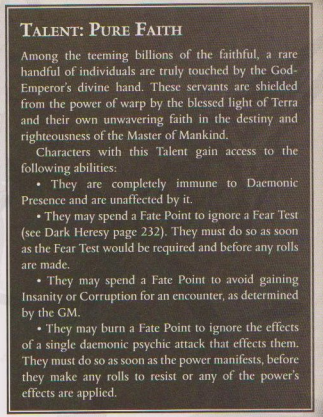 TALENT: PURE FAITH
Among the teeming billions of the faithful, a rare
handful of individuals are truly touched by the God-
Emperor's divine hand. These servants are shielded
from the power of warp by the blessed light of Terra
and their own unwavering faith in the destiny and
righteousness of the Master of Mankind.
Characters with this Talent gain access to the
following abilities:
• They are completely immune to Daemonic
Presence and are unaffected by it.
• They may spend a Fate Point to ignore a Fear Test
(see Dark Heresy page 232). They must do so as soon
as the Fear Test would be required and before any rolls
are made.
• They may spend a Fate Point to avoid gaining
Insanity or Corruption for an encounter, as determined
by the GM.
• They may burn a Fate Point to ignore the effects
of a single daemonic psychic attack that effects them.
They must do so as soon as the power manifests, before
they make any rolls to resist or any of the power's
effects are applied.